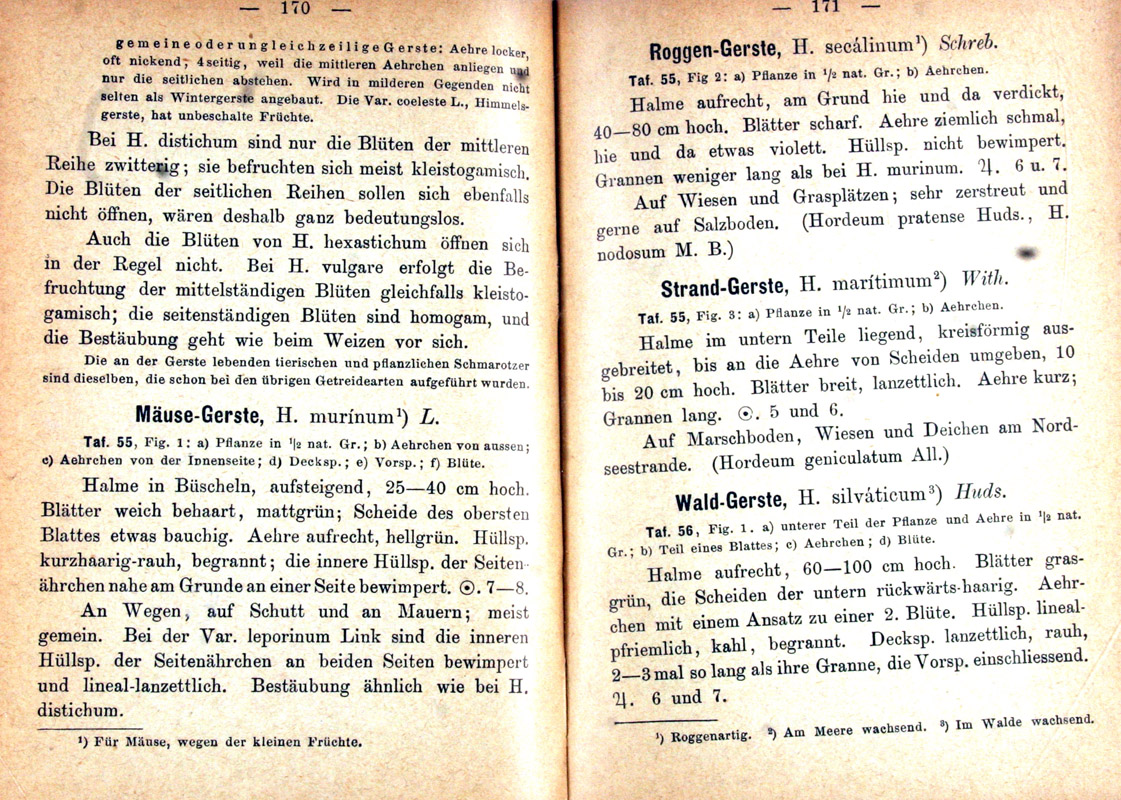 — 170 —
gemeine oder ungleichzeilige Gerste: Aehre locker,
oft nickend, 4seitig, weil die mittleren Aehrchen anliegen und
nur die seitlichen abstehen. Wird in milderen Gegenden nicht
selten als Wintergerste angebaut. Die Var. coeleste L., Himmels-
gerste, hat unbeschalte Früchte.
Bei H. distichum sind nur die Blüten der mittleren
Reihe zwitterig; sie befruchten sich meist kleistogamisch.
Die Blüten der seitlichen Reihen sollen sich ebenfalls
nicht öffnen, wären deshalb ganz bedeutungslos.
Auch die Blüten von H. hexastichum öffnen sich
in der Regel nicht. Bei H. vulgare erfolgt die Be-
fruchtung der mittelständigen Blüten gleichfalls kleisto-
gamisch; die seitenständigen Blüten sind homogam, und
die Bestäubung geht wie beim Weizen vor sich.
Die an der Gerste lebenden tierischen und pflanzlichen Schmarotzer
sind dieselben, die schon bei den übrigen Getreidearten aufgeführt wurden.
Mäuse-Gerste, H. murínum¹) L.
Taf. 55, Fig. 1: a) Pflanze in ½ nat. Gr.; b) Aehrchen von aussen;
c) Aehrchen von der Innenseite; d) Decksp.; e) Vorsp.; f) Blüte.
Halme in Büscheln, aufsteigend, 25—40 cm hoch.
Blätter weich behaart, mattgrün; Scheide des obersten
Blattes etwas bauchig. Aehre aufrecht, hellgrün. Hüllsp.
kurzhaarig-rauh, begrannt; die innere Hüllsp. der Seiten-
ährchen nahe am Grunde an einer Seite bewimpert. ☉. 7—8.
An Wegen, auf Schutt und an Mauern; meist
gemein. Bei der Var. leporinum Link sind die inneren
Hüllsp. der Seitenährchen an beiden Seiten bewimpert
und lineal-lanzettlich. Bestäubung ähnlich wie bei H.
distichum.
¹) Für Mäuse, wegen der kleinen Früchte.
— 171 —
Roggen-Gerste, H. secálinum¹) Schreb.
Taf. 55, Fig 2: a) Pflanze in ½ nat. Gr.; b) Aehrchen.
Halme aufrecht, am Grund hie und da verdickt,
40—80 cm hoch. Blätter scharf. Aehre ziemlich schmal,
hie und da etwas violett. Hüllsp. nicht bewimpert.
Grannen weniger lang als bei H. murinum. ♃. 6 u. 7.
Auf Wiesen und Grasplätzen; sehr zerstreut und
gerne auf Salzboden. (Hordeum pratense Huds., H.
nodosum M. B.)
Strand-Gerste, H. marítimum²) With.
Taf. 55, Fig. 3: a) Pflanze in ½ nat. Gr.; b) Aehrchen.
Halme im untern Teile liegend, kreisförmig aus-
gebreitet, bis an die Aehre von Scheiden umgeben, 10
bis 20 cm hoch. Blätter breit, lanzettlich. Aehre kurz;
Grannen lang. ☉. 5 und 6.
Auf Marschboden, Wiesen und Deichen am Nord-
seestrande. (Hordeum geniculatum All.)
Wald-Gerste, H. silváticum³) Huds.
Taf. 56, Fig. 1. a) unterer Teil der Pflanze und Aehre in ½ nat.
Gr.; b) Teil eines Blattes; c) Aehrchen; d) Blüte.
Halme aufrecht, 60—100 cm hoch. Blätter gras-
grün, die Scheiden der untern rückwärts-haarig. Aehr-
chen mit einem Ansatz zu einer 2. Blüte. Hüllsp. lineal-
pfriemlich, kahl, begrannt. Decksp. lanzettlich, rauh,
2—3mal so lang als ihre Granne, die Vorsp. einschliessend.
♃. 6 und 7.
¹) Roggenartig. ²) Am Meere wachsend. ³) Im Walde wachsend.